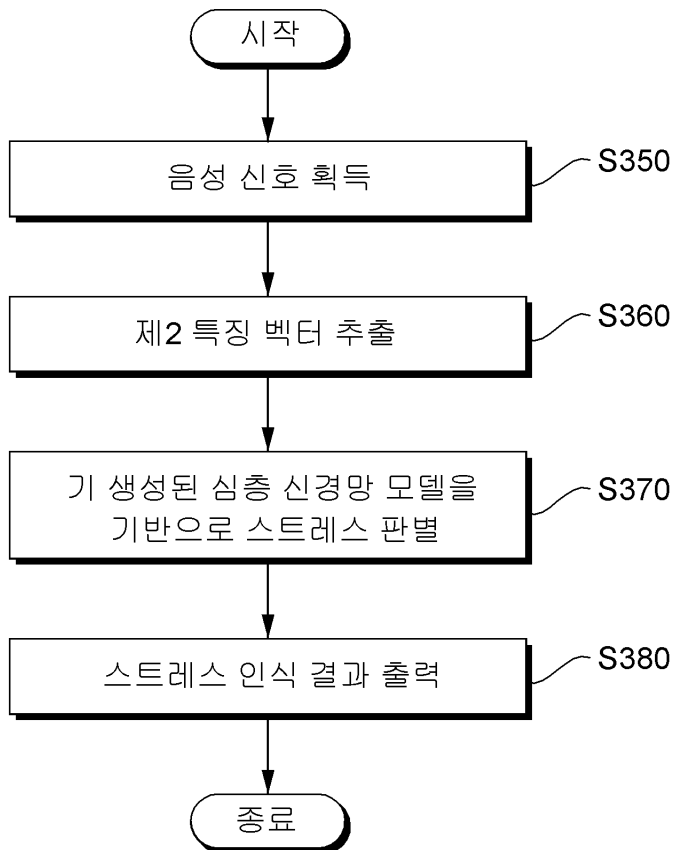 시작
음성 신호 획득
S350
제2 특징 벡터 추출
S360
기 생성된 심층 신경망 모델을
기반으로 스트레스 판별
S370
스트레스 인식 결과 출력
S380
종료